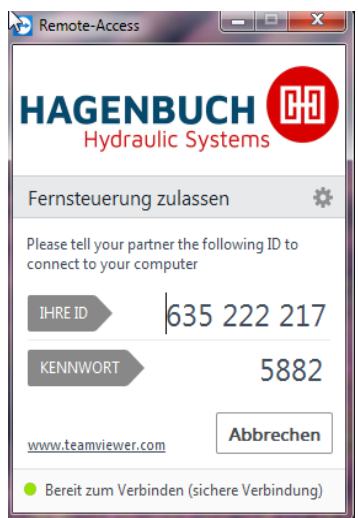 Remote-Access
HAGENBUCH
Hydraulic Systems
Fernsteuerung zulassen
Please tell your partner the following ID to
connect to your computer
IHRE ID
635 222 217
KENNWORT
5882
www.teamviewer.com
Abbrechen
Bereit zum Verbinden (sichere Verbindung)